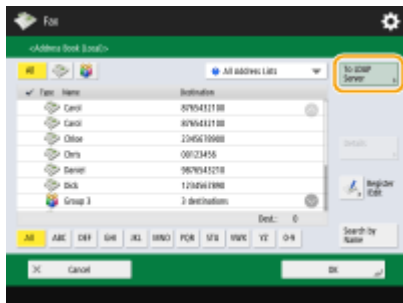 Fax
<Address Book (Local)>
All
All Address Lists
To LDAP
Server
Type Name Destination
Carol 8765432100
Carol 8765432100
Chloe 2345678900
Chris 00123456
Daniel 9876543210
Dick 1234567890
Group 3 2 destinations
Details
Register/
Edit
Dest.: 0
All ABC DEF GHI JKL MNO PQR STU VWX YZ 0-9
Search by
Name
Cancel
OK